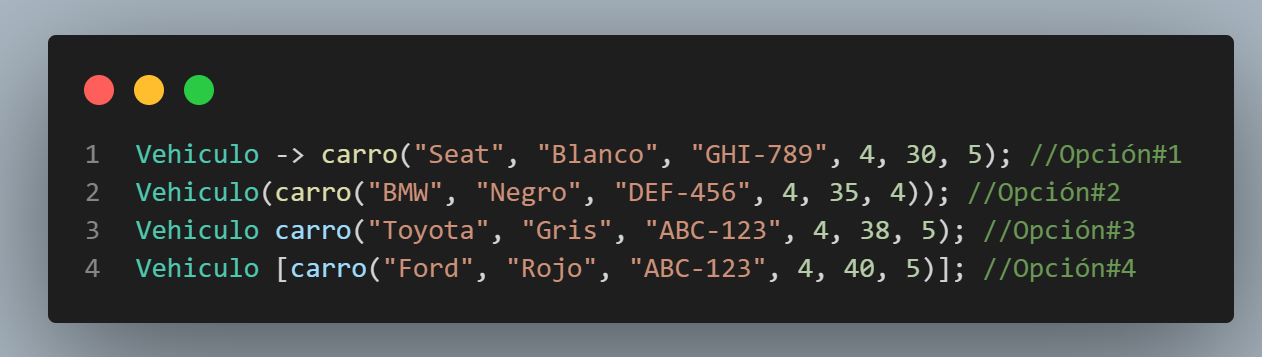 1 Vehiculo -> carro("Seat", "Blanco", "GHI-789", 4, 30, 5); //Opción#1
2 Vehiculo(carro("BMW", "Negro", "DEF-456", 4, 35, 4)); //Opción#2
3 Vehiculo carro("Toyota", "Gris", "ABC-123", 4, 38, 5); //Opción#3
4 Vehiculo [carro("Ford", "Rojo", "ABC-123", 4, 40, 5)]; //Opción#4